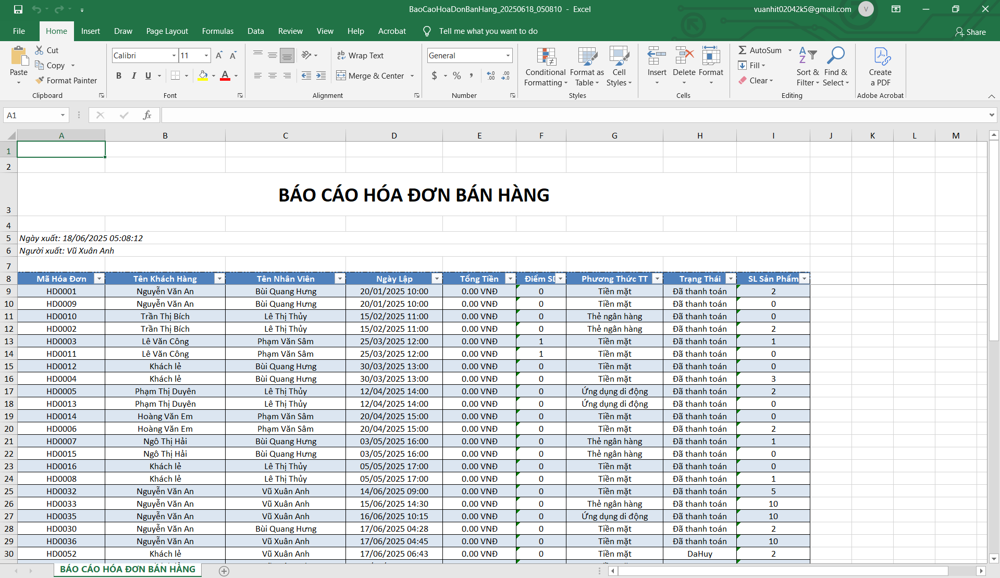 BaoCaoHoaDonBanHang_20250618_050810 - Excel
vuanhit02042k5@gmail.com
V
File Home Insert Draw Page Layout Formulas Data Review View Help Acrobat Tell me what you want to do Share
Paste
Cut
Copy
Format Painter
Clipboard
Calibri 11
B I U
Font
Wrap Text
Merge & Center
Alignment
General
$ % ,
Number
Conditional Formatting
Format as Table
Cell Styles
Styles
Insert Delete Format
Cells
AutoSum
Fill
Clear
Sort & Filter
Find & Select
Editing
Create a PDF
Adobe Acrobat
A1 fx
A B C D E F G H I J K L M
1
2
3 BÁO CÁO HÓA ĐƠN BÁN HÀNG
4
5 Ngày xuất: 18/06/2025 05:08:12
6 Người xuất: Vũ Xuân Anh
7
8 Mã Hóa Đơn Tên Khách Hàng Tên Nhân Viên Ngày Lập Tổng Tiền Điểm Phương Thức TT Trạng Thái SL Sản Phẩm
9 HD0001 Nguyễn Văn An Bùi Quang Hưng 20/01/2025 10:00 0.00 VNĐ 0 Tiền mặt Đã thanh toán 2
10 HD0009 Nguyễn Văn An Bùi Quang Hưng 20/01/2025 10:00 0.00 VNĐ 0 Tiền mặt Đã thanh toán 0
11 HD0010 Trần Thị Bích Lê Thị Thủy 15/02/2025 11:00 0.00 VNĐ 0 Thẻ ngân hàng Đã thanh toán 0
12 HD0002 Trần Thị Bích Lê Thị Thủy 15/02/2025 11:00 0.00 VNĐ 0 Thẻ ngân hàng Đã thanh toán 2
13 HD0003 Lê Văn Công Phạm Văn Sâm 25/03/2025 12:00 0.00 VNĐ 1 Tiền mặt Đã thanh toán 1
14 HD0011 Lê Văn Công Phạm Văn Sâm 25/03/2025 12:00 0.00 VNĐ 1 Tiền mặt Đã thanh toán 0
15 HD0012 Khách lẻ Bùi Quang Hưng 30/03/2025 13:00 0.00 VNĐ 0 Tiền mặt Đã thanh toán 0
16 HD0004 Khách lẻ Bùi Quang Hưng 30/03/2025 13:00 0.00 VNĐ 0 Tiền mặt Đã thanh toán 3
17 HD0005 Phạm Thị Duyên Lê Thị Thủy 12/04/2025 14:00 0.00 VNĐ 0 Ứng dụng di động Đã thanh toán 2
18 HD0013 Phạm Thị Duyên Lê Thị Thủy 12/04/2025 14:00 0.00 VNĐ 0 Ứng dụng di động Đã thanh toán 0
19 HD0014 Hoàng Văn Em Phạm Văn Sâm 20/04/2025 15:00 0.00 VNĐ 0 Tiền mặt Đã thanh toán 0
20 HD0006 Hoàng Văn Em Phạm Văn Sâm 20/04/2025 15:00 0.00 VNĐ 0 Tiền mặt Đã thanh toán 2
21 HD0007 Ngô Thị Hải Bùi Quang Hưng 03/05/2025 16:00 0.00 VNĐ 0 Thẻ ngân hàng Đã thanh toán 1
22 HD0015 Ngô Thị Hải Bùi Quang Hưng 03/05/2025 16:00 0.00 VNĐ 0 Thẻ ngân hàng Đã thanh toán 0
23 HD0016 Khách lẻ Lê Thị Thủy 05/05/2025 17:00 0.00 VNĐ 0 Tiền mặt Đã thanh toán 0
24 HD0008 Khách lẻ Lê Thị Thủy 05/05/2025 17:00 0.00 VNĐ 0 Tiền mặt Đã thanh toán 1
25 HD0032 Nguyễn Văn An Vũ Xuân Anh 14/06/2025 09:00 0.00 VNĐ 0 Tiền mặt Đã thanh toán 5
26 HD0033 Nguyễn Văn An Vũ Xuân Anh 15/06/2025 14:30 0.00 VNĐ 0 Thẻ ngân hàng Đã thanh toán 10
27 HD0035 Nguyễn Văn An Vũ Xuân Anh 16/06/2025 10:15 0.00 VNĐ 0 Ứng dụng di động Đã thanh toán 10
28 HD0030 Nguyễn Văn An Bùi Quang Hưng 17/06/2025 04:28 0.00 VNĐ 0 Tiền mặt Đã thanh toán 2
29 HD0036 Nguyễn Văn An Vũ Xuân Anh 17/06/2025 04:45 0.00 VNĐ 0 Tiền mặt Đã thanh toán 10
30 HD0052 Khách lẻ Vũ Xuân Anh 17/06/2025 06:43 0.00 VNĐ 0 Tiền mặt DaHuy 2
BÁO CÁO HÓA ĐƠN BÁN HÀNG